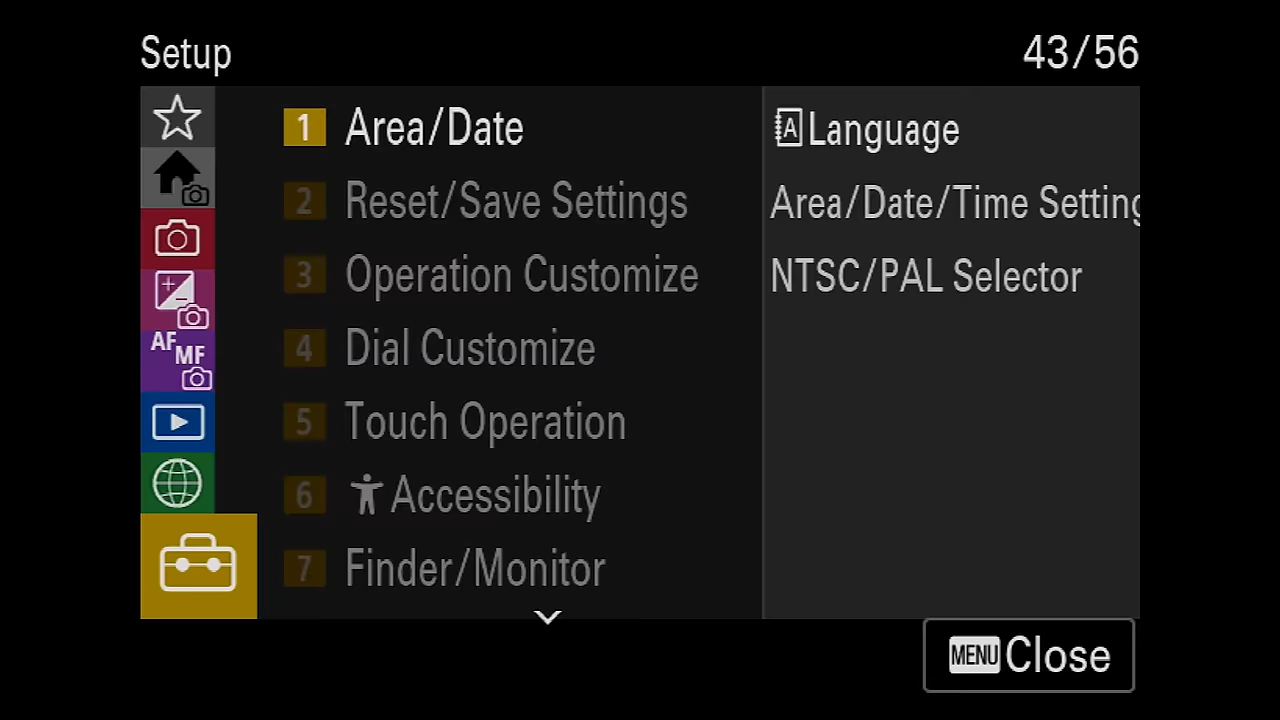 Setup
43/56
1 Area/Date
2 Reset/Save Settings
3 Operation Customize
4 Dial Customize
5 Touch Operation
6 Accessibility
7 Finder/Monitor
AF MF
A Language
Area/Date/Time Setting
NTSC/PAL Selector
MENU Close